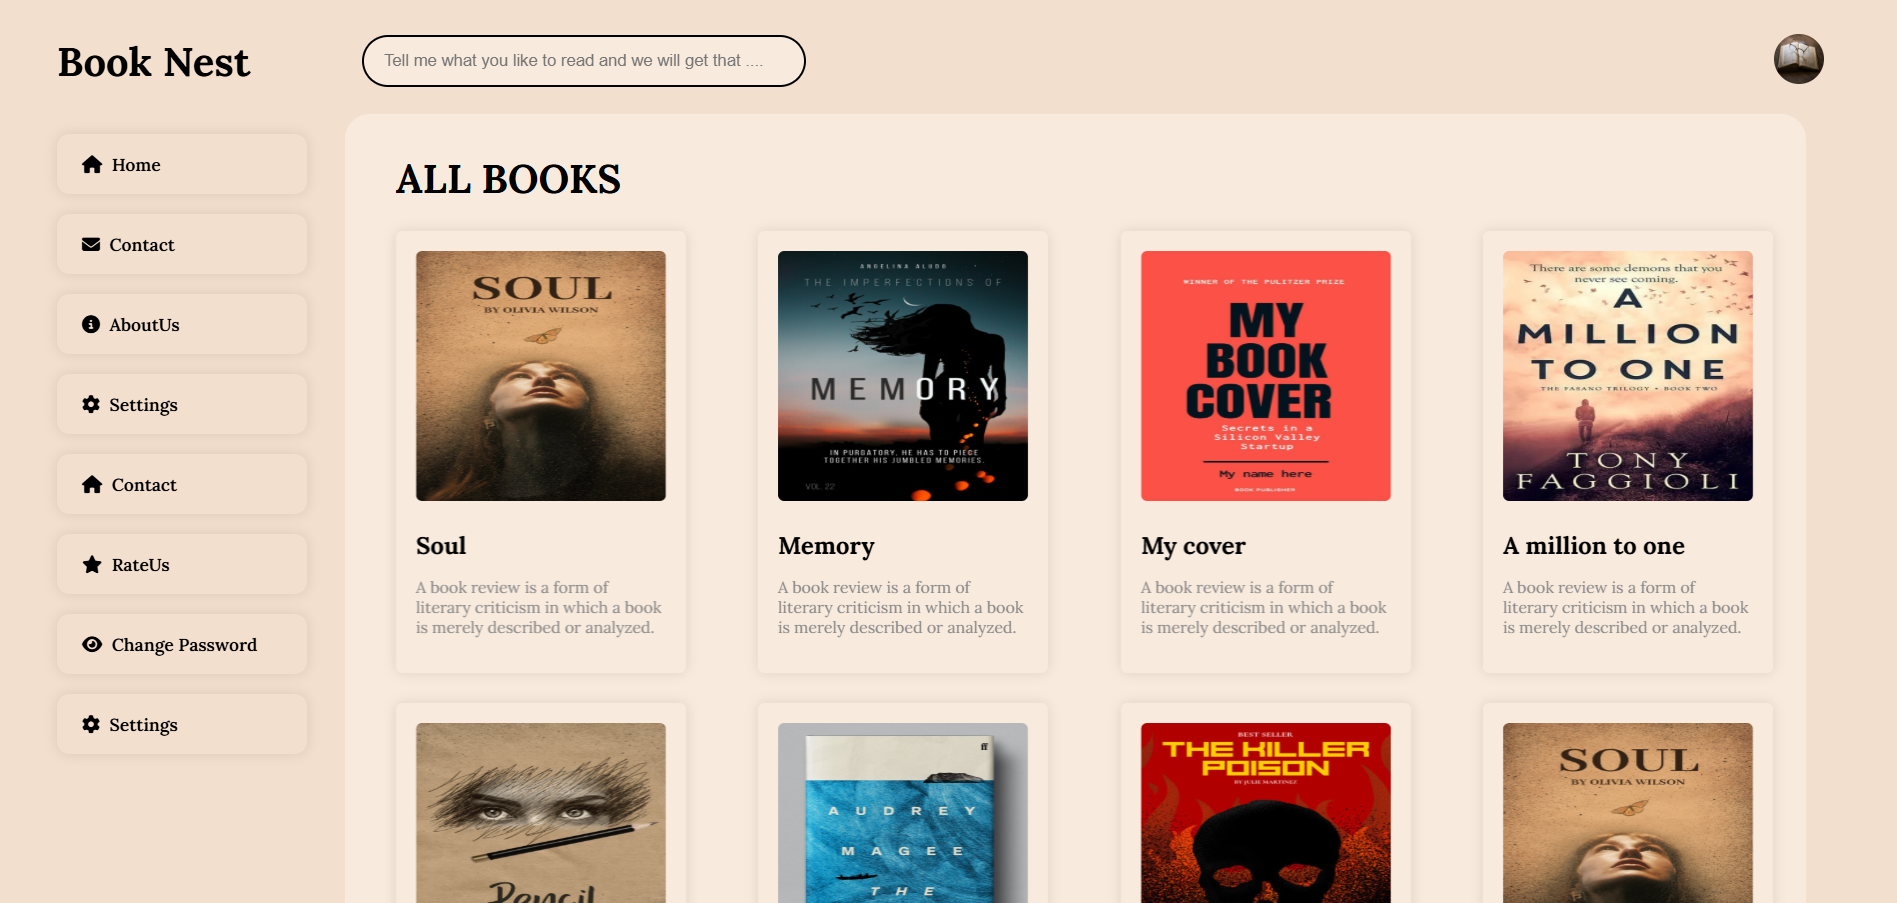 Book Nest
Tell me what you like to read and we will get that ....
Home
Contact
AboutUs
Settings
Contact
RateUs
Change Password
Settings
ALL BOOKS
SOUL
BY OLIVIA WILSON
Soul
A book review is a form of
literary criticism in which a book
is merely described or analyzed.
THE IMPERFECTIONS OF
MEMORY
IN PURGATORY, HE HAS TO PIECE
TOGETHER HIS JUMBLED MEMORIES.
VOL 22
Memory
A book review is a form of
literary criticism in which a book
is merely described or analyzed.
WINNER OF THE PULITZER PRIZE
MY
BOOK
COVER
Secrets in a
Silicon Valley
Startup
My name here
BOOK PUBLISHER
My cover
A book review is a form of
literary criticism in which a book
is merely described or analyzed.
There are some demons that you
never see coming.
A
MILLION
TO ONE
THE FASANO TRILOGY • BOOK TWO
TONY
FAGGIOLI
A million to one
A book review is a form of
literary criticism in which a book
is merely described or analyzed.
Pencil
ff
AUDREY
MAGEE
THE
BEST SELLER
THE KILLER
POISON
BY JULIE MARTINEZ
SOUL
BY OLIVIA WILSON